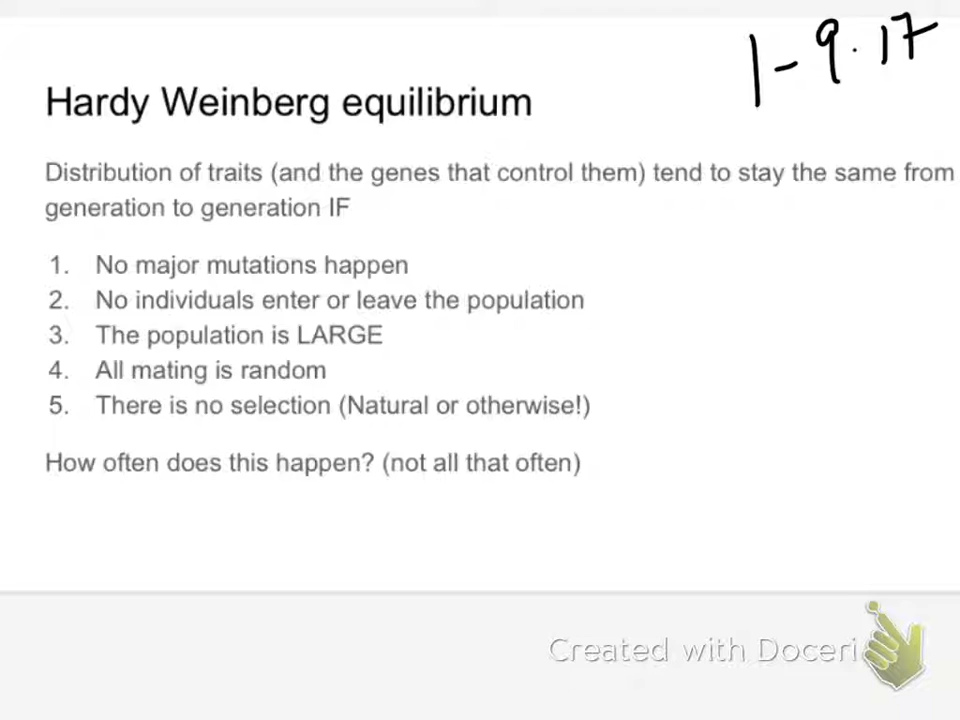 1-9.17
Hardy Weinberg equilibrium
Distribution of traits (and the genes that control them) tend to stay the same from
generation to generation IF
1. No major mutations happen
2. No individuals enter or leave the population
3. The population is LARGE
4. All mating is random
5. There is no selection (Natural or otherwise!)
How often does this happen? (not all that often)
Created with Doceri